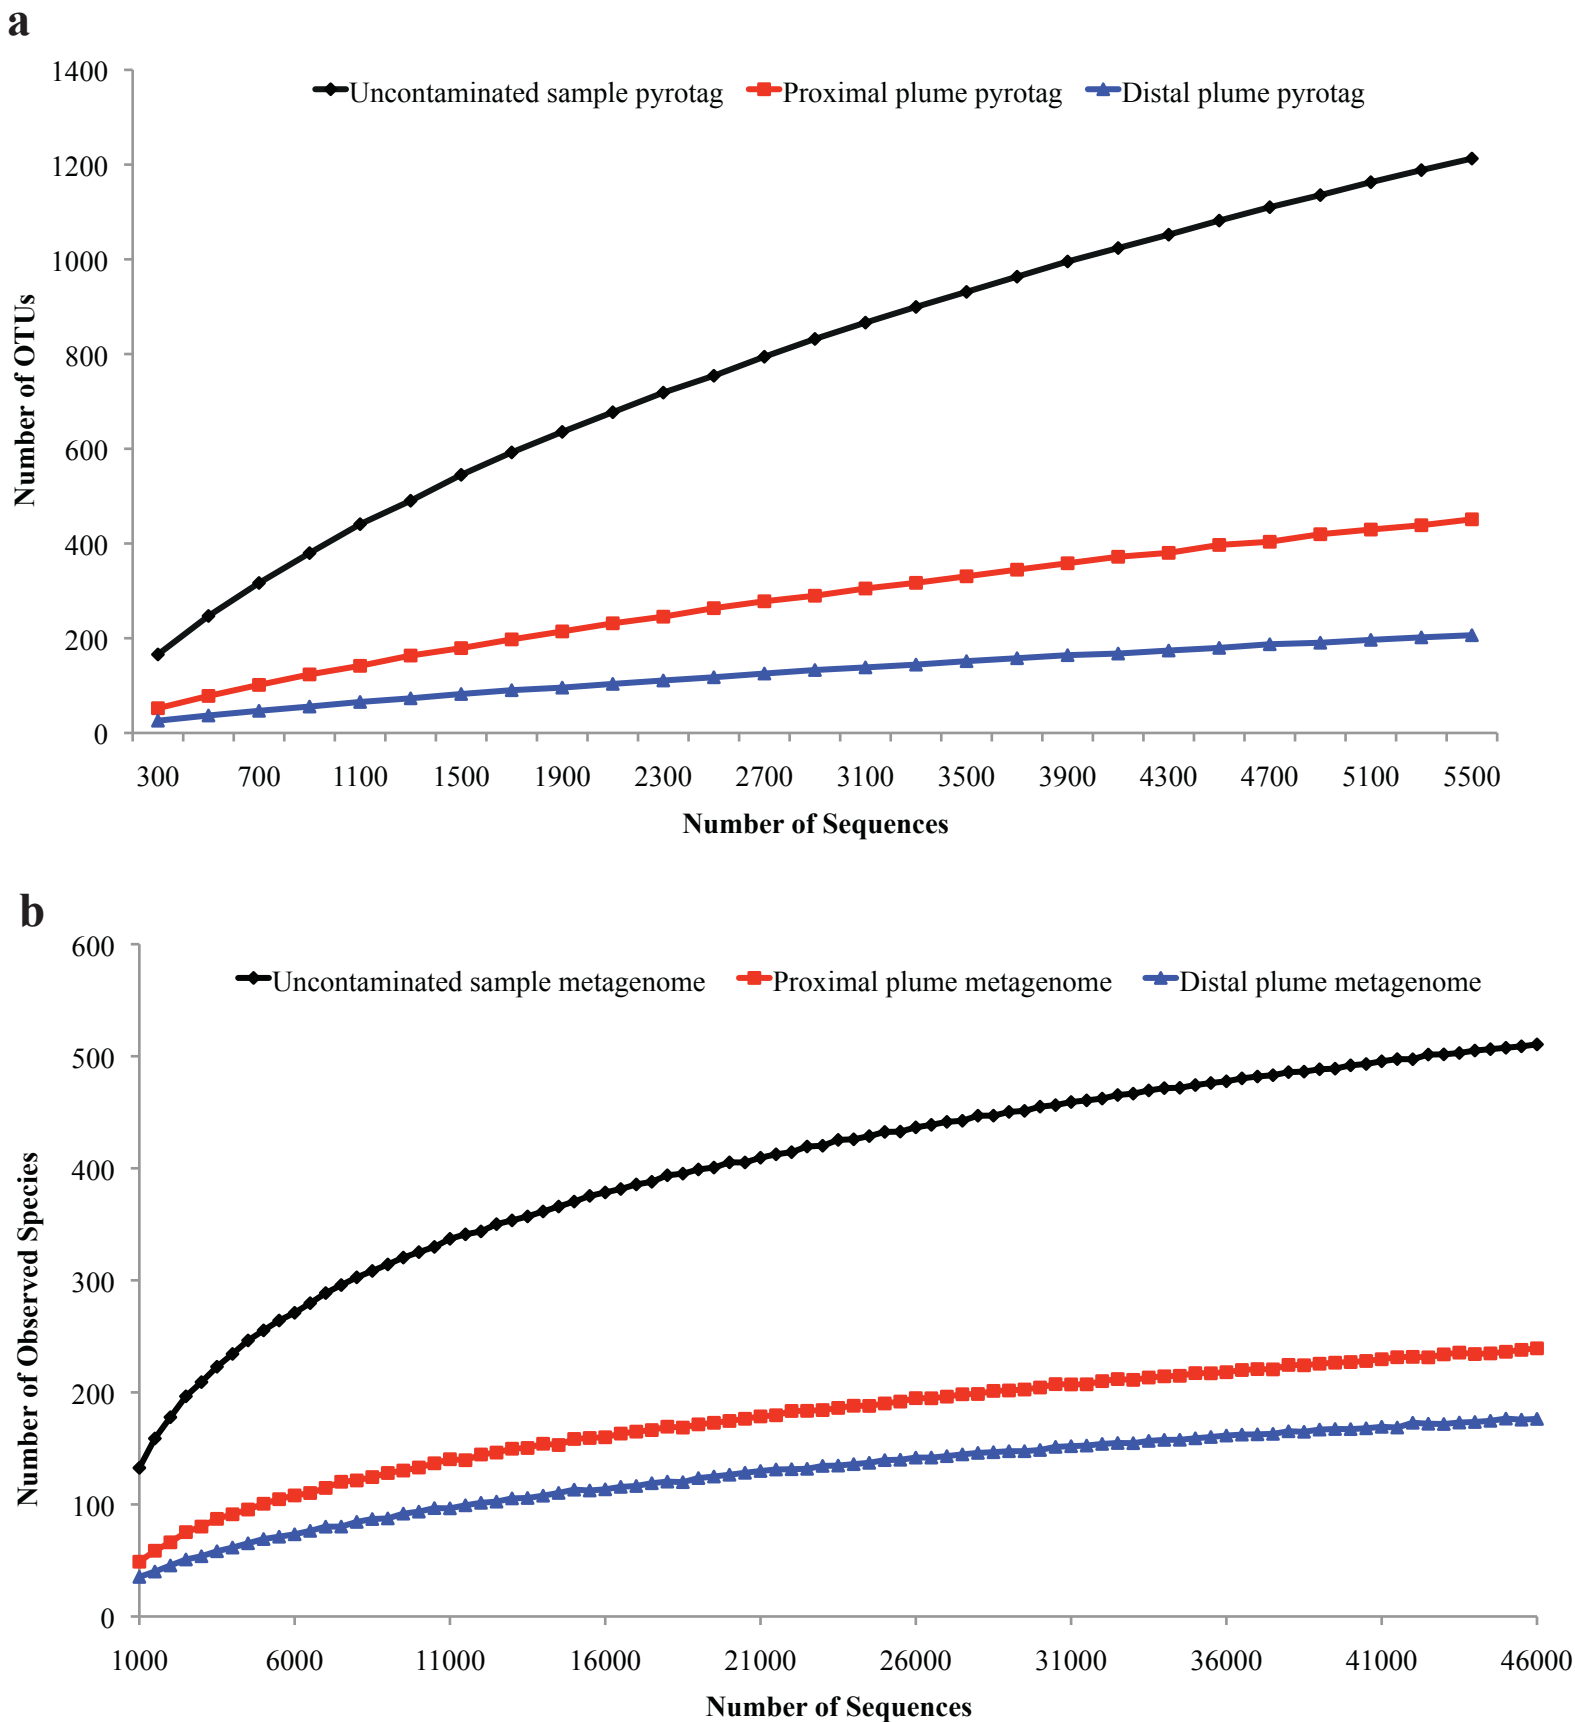 a
1400
Uncontaminated sample pyrotag Proximal plume pyrotag Distal plume pyrotag
1200
1000
800
600
400
200
0
Number of OTUs
300 700 1100 1500 1900 2300 2700 3100 3500 3900 4300 4700 5100 5500
Number of Sequences
b
600
Uncontaminated sample metagenome Proximal plume metagenome Distal plume metagenome
500
400
300
200
100
0
Number of Observed Species
1000 6000 11000 16000 21000 26000 31000 36000 41000 46000
Number of Sequences